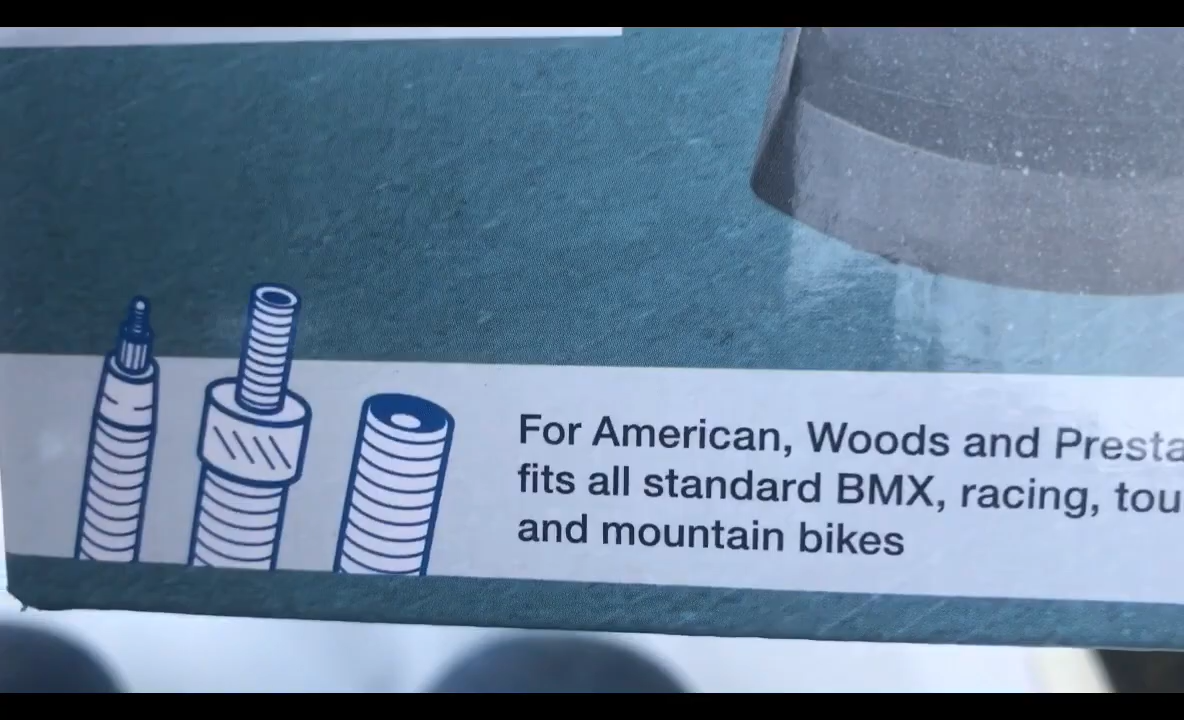 For American, Woods and Presta
fits all standard BMX, racing, tou
and mountain bikes